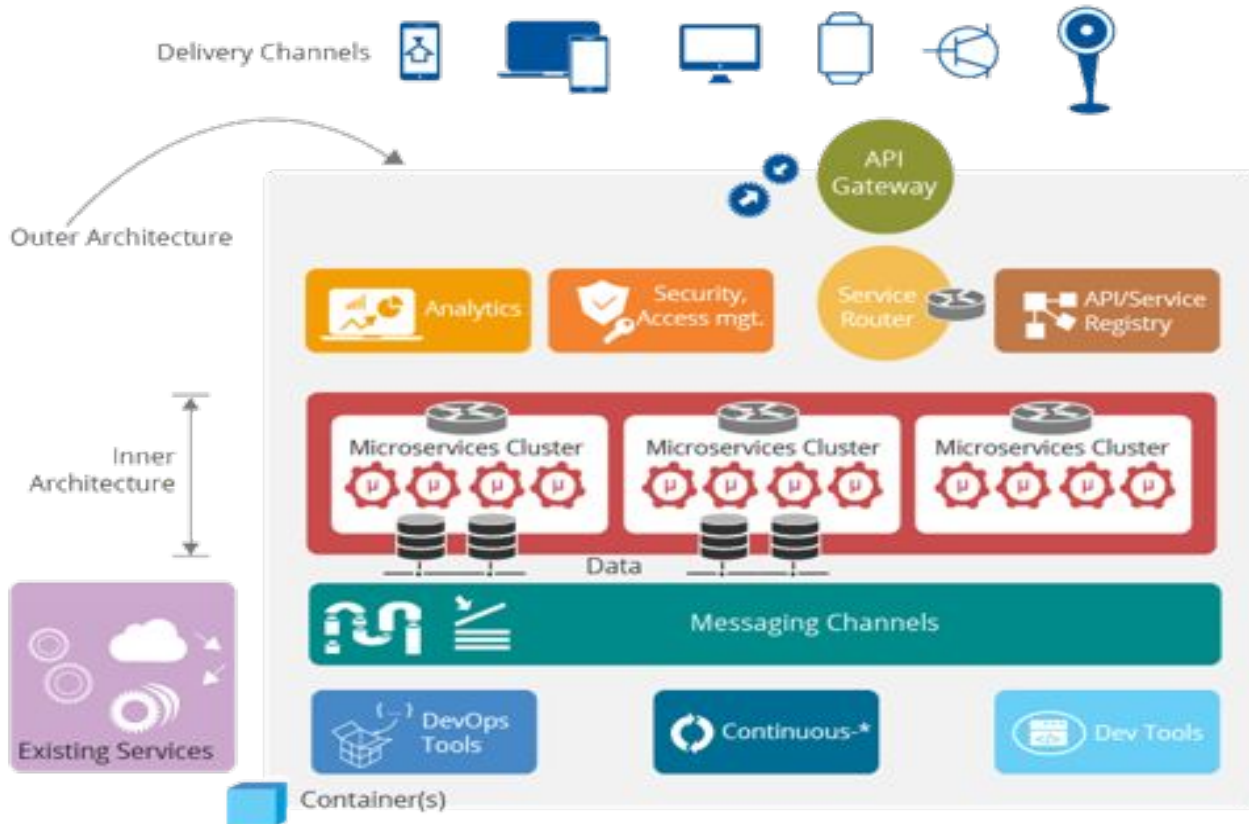 Delivery Channels
API
Gateway
Outer Architecture
Analytics
Security,
Access mgt.
Service
Router
API/Service
Registry
Inner
Architecture
Microservices Cluster
μ μ μ μ
Microservices Cluster
μ μ μ μ
Microservices Cluster
μ μ μ μ
Data
Messaging Channels
Existing Services
{...}
DevOps
Tools
Continuous-*
</>
Dev Tools
Container(s)